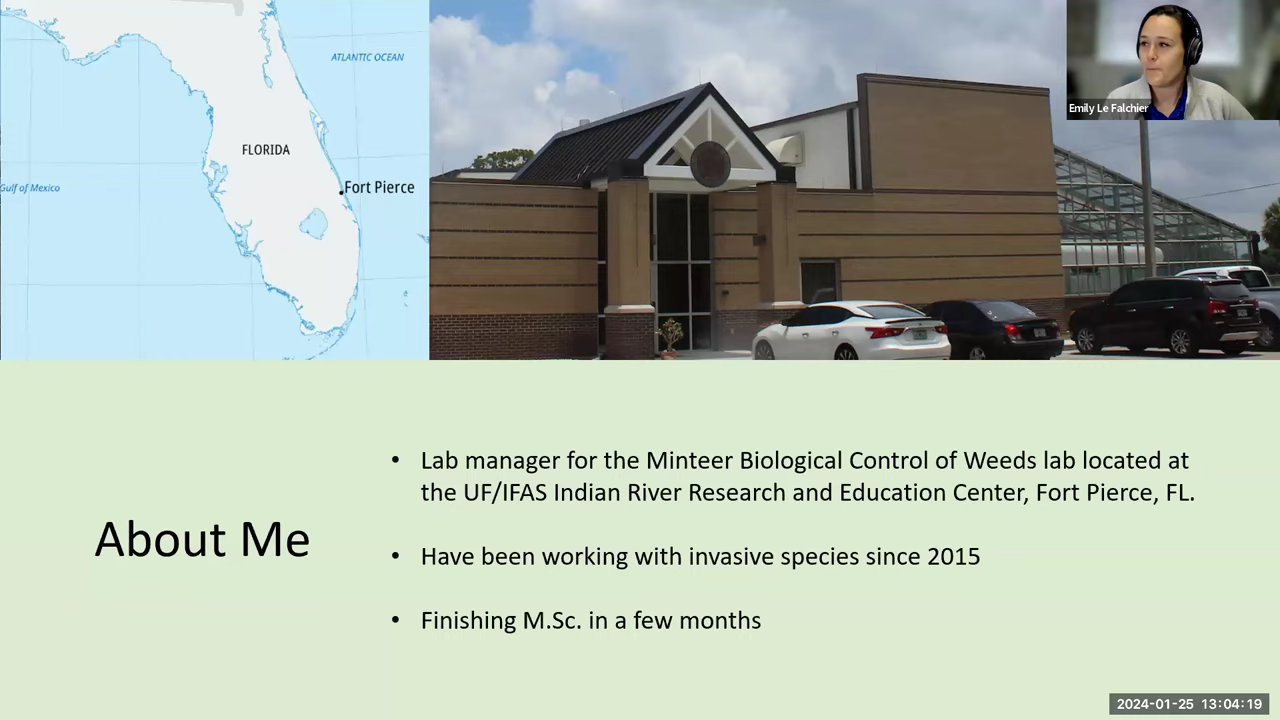 ATLANTIC OCEAN
FLORIDA
Gulf of Mexico
Fort Pierce
Emily Le Falchier
About Me
• Lab manager for the Minteer Biological Control of Weeds lab located at
the UF/IFAS Indian River Research and Education Center, Fort Pierce, FL.
• Have been working with invasive species since 2015
• Finishing M.Sc. in a few months
2024-01-25 13:04:19